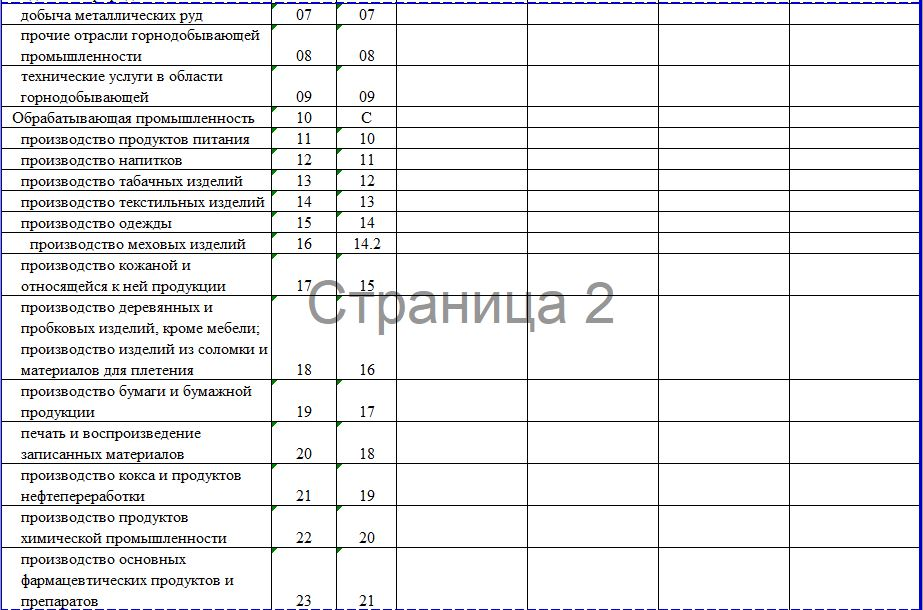 добыча металлических руд 07 07
прочие отрасли горнодобывающей
промышленности 08 08
технические услуги в области
горнодобывающей 09 09
Обрабатывающая промышленность 10 С
производство продуктов питания 11 10
производство напитков 12 11
производство табачных изделий 13 12
производство текстильных изделий 14 13
производство одежды 15 14
производство меховых изделий 16 14.2
производство кожаной и
относящейся к ней продукции 17 15
Страница 2
производство деревянных и
пробковых изделий, кроме мебели;
производство изделий из соломки и
материалов для плетения 18 16
производство бумаги и бумажной
продукции 19 17
печать и воспроизведение
записанных материалов 20 18
производство кокса и продуктов
нефтепереработки 21 19
производство продуктов
химической промышленности 22 20
производство основных
фармацевтических продуктов и
препаратов 23 21